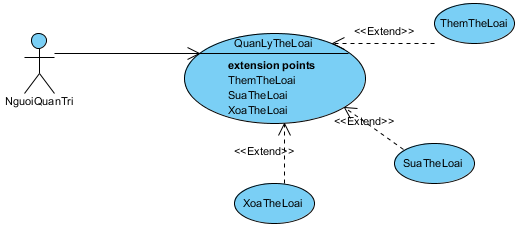 ThemTheLoai
<<Extend>>
QuanLyTheLoai
extension points
ThemTheLoai
SuaTheLoai
XoaTheLoai
NguoiQuanTri
<<Extend>>
<<Extend>>
SuaTheLoai
XoaTheLoai